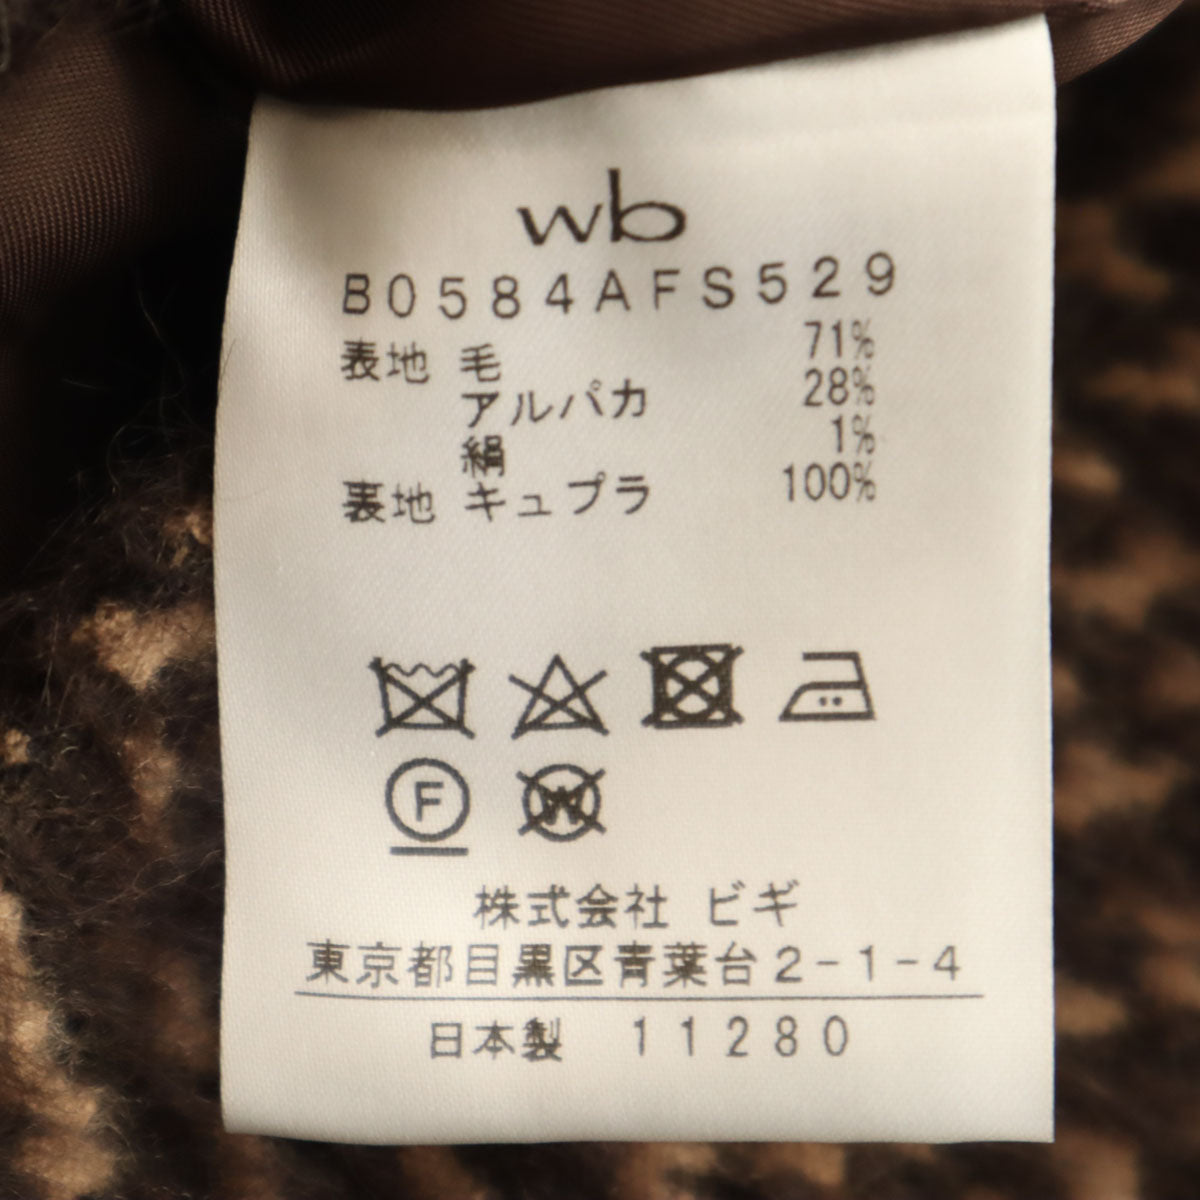 wb
B0584AFS529
表地 毛 71%
アルパカ 28%
絹 1%
裏地 キュプラ 100%
F W
株式会社 ビギ
東京都目黒区青葉台2-1-4
日本製 11280